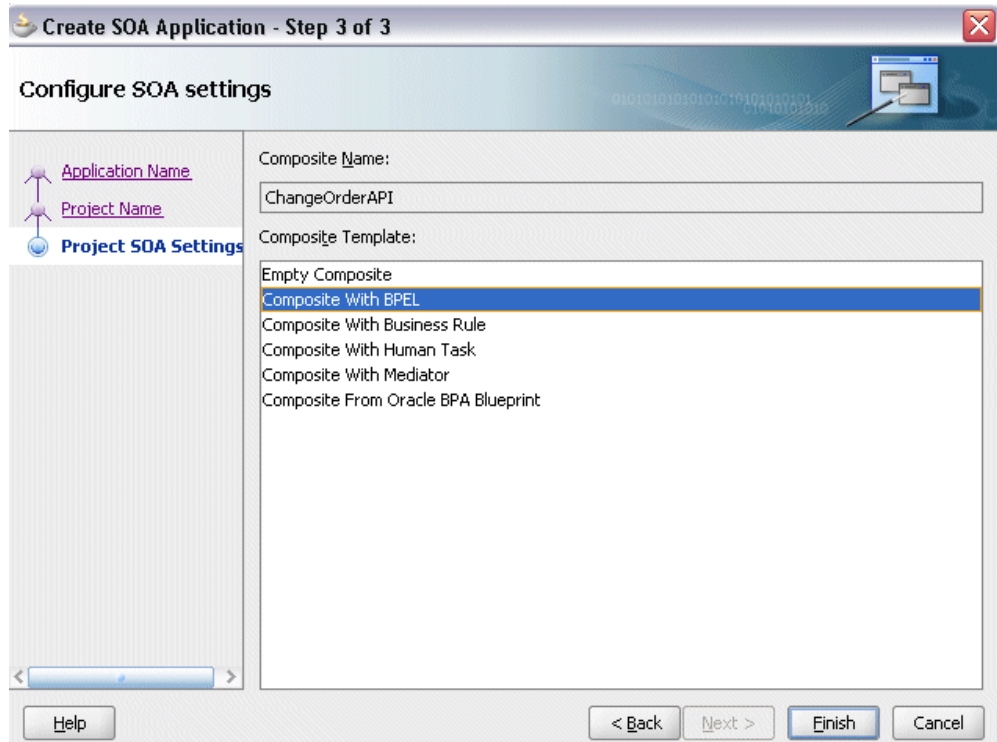 Create SOA Application - Step 3 of 3
Configure SOA settings
Application Name
Project Name
Project SOA Settings
Composite Name:
ChangeOrderAPI
Composite Template:
Empty Composite
Composite With BPEL
Composite With Business Rule
Composite With Human Task
Composite With Mediator
Composite From Oracle BPA Blueprint
Help
< Back
Next >
Finish
Cancel